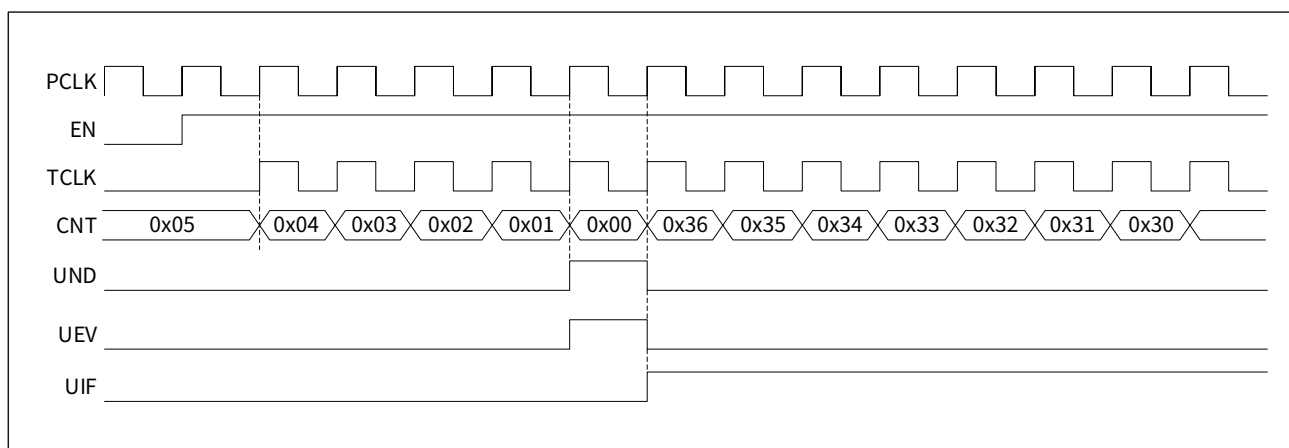 PCLK
EN
TCLK
CNT 0x05 0x04 0x03 0x02 0x01 0x00 0x36 0x35 0x34 0x33 0x32 0x31 0x30
UND
UEV
UIF